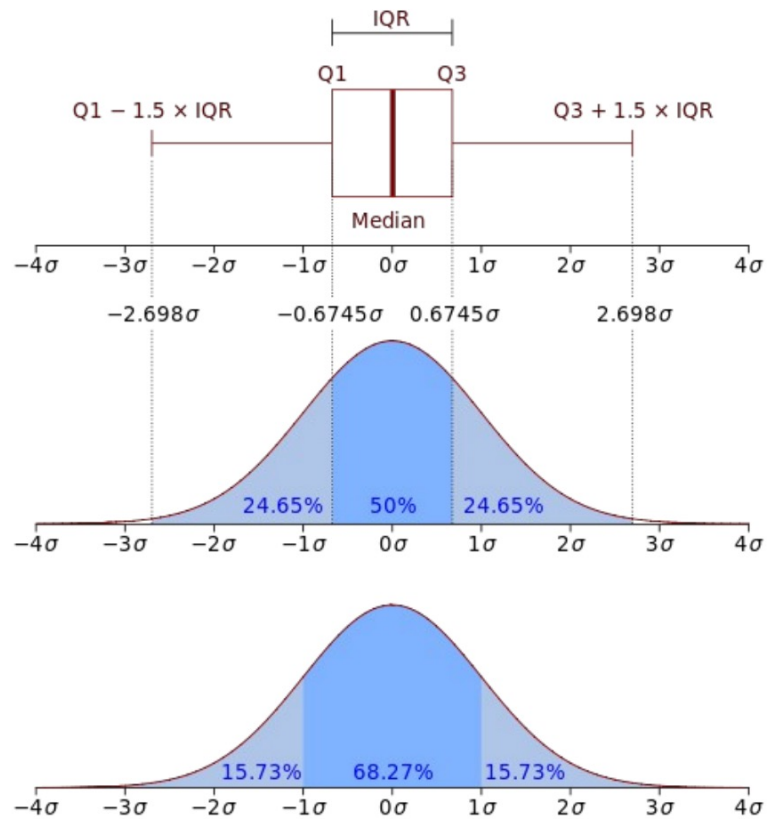 IQR
Q1 Q3
Q1 − 1.5 × IQR Q3 + 1.5 × IQR
Median
−4σ −3σ −2σ −1σ 0σ 1σ 2σ 3σ 4σ
−2.698σ −0.6745σ 0.6745σ 2.698σ
24.65% 50% 24.65%
−4σ −3σ −2σ −1σ 0σ 1σ 2σ 3σ 4σ
15.73% 68.27% 15.73%
−4σ −3σ −2σ −1σ 0σ 1σ 2σ 3σ 4σ